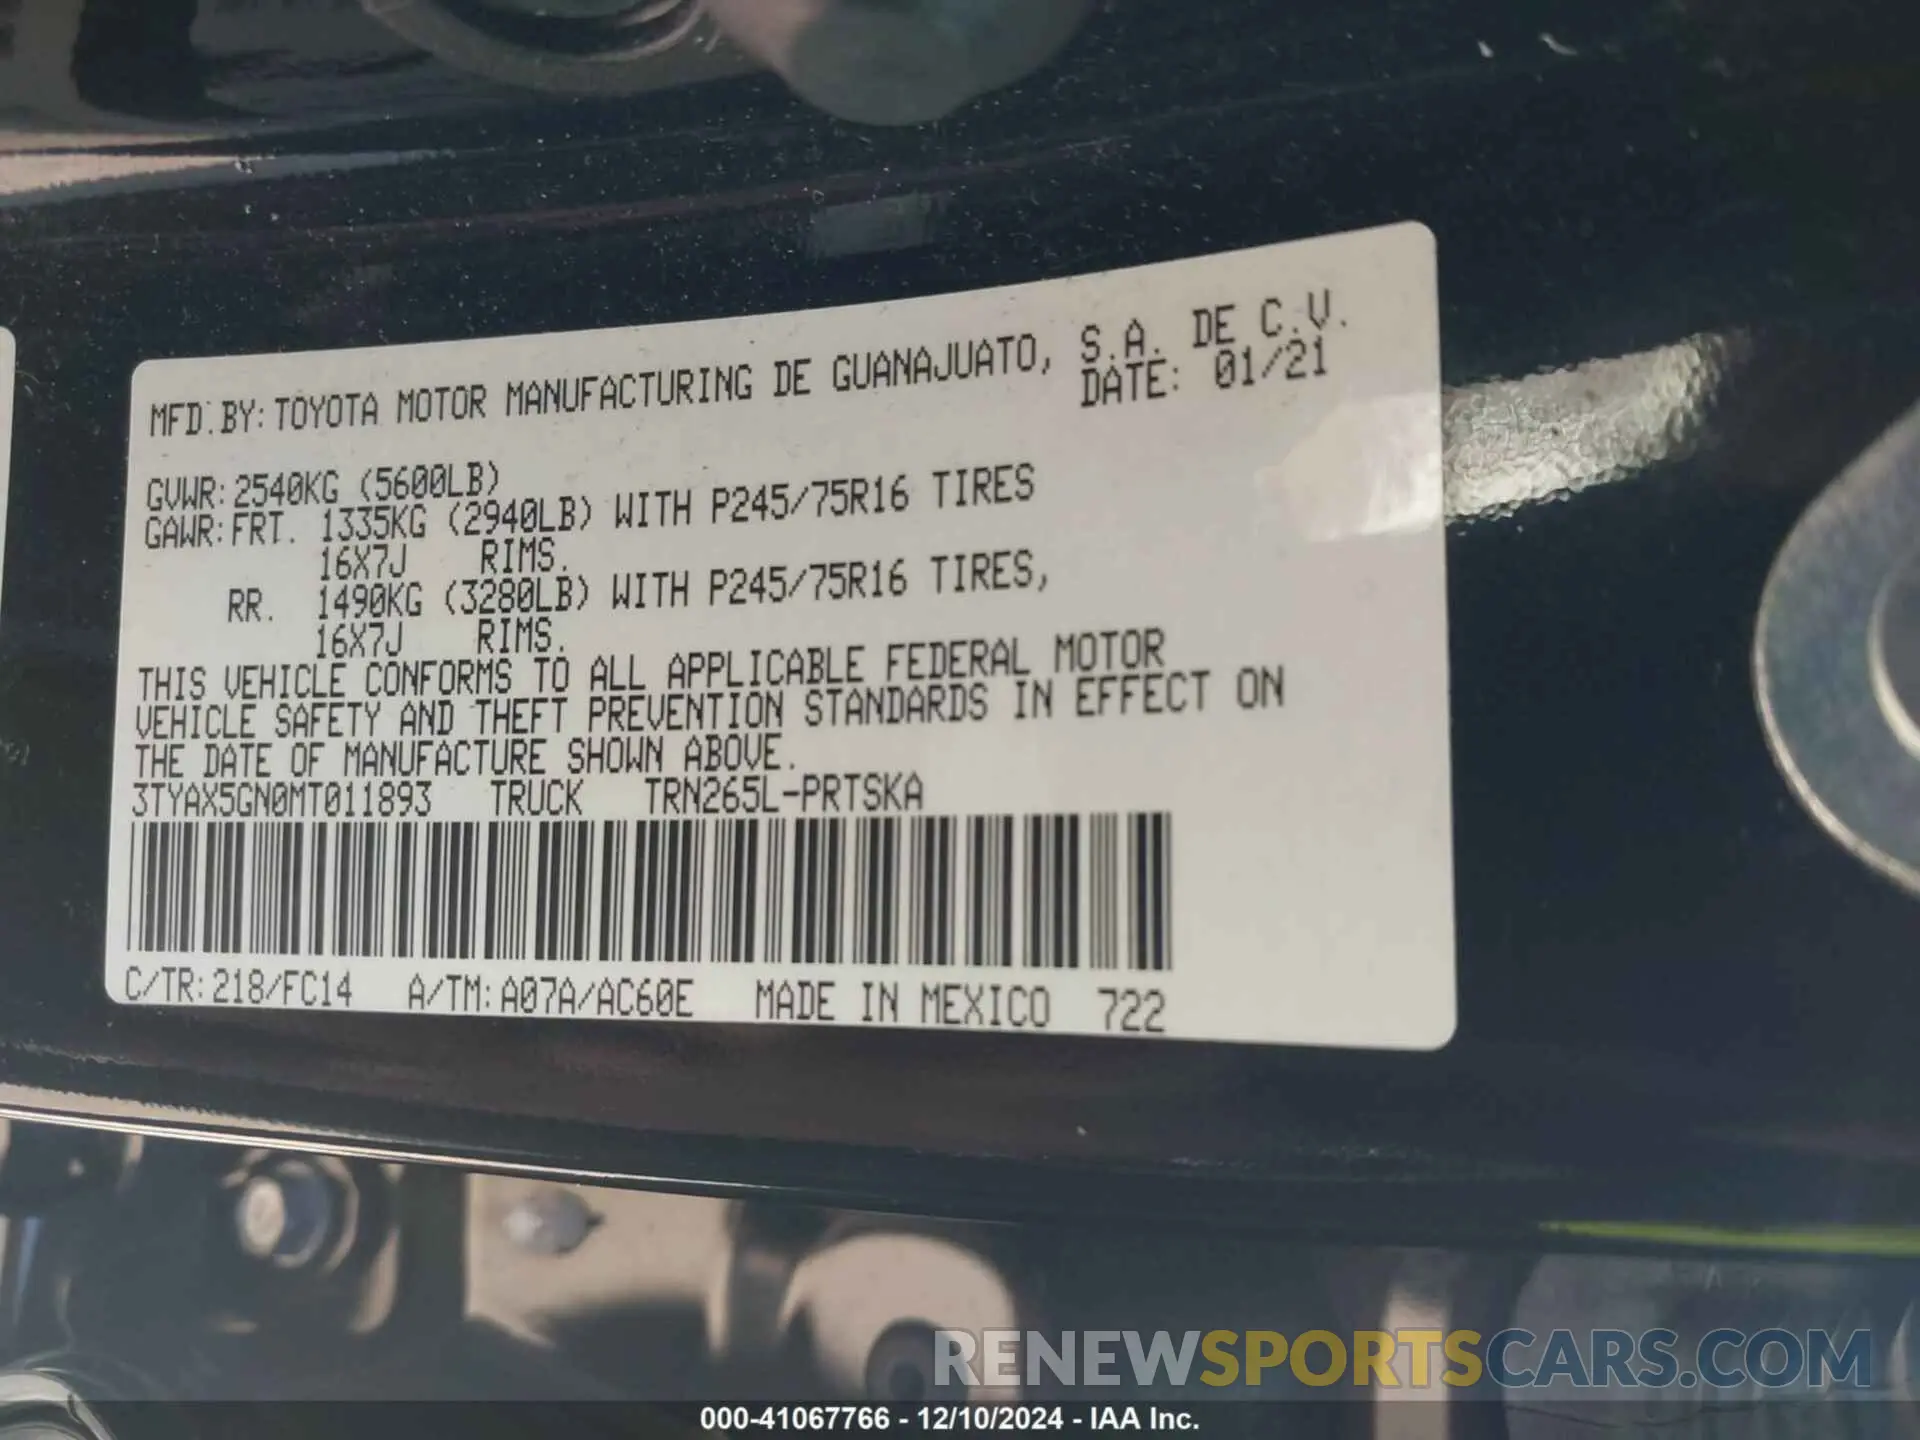 MFD. BY: TOYOTA MOTOR MANUFACTURING DE GUANAJUATO, S.A. DE C.V.
DATE: 01/21
GVWR: 2540KG (5600LB)
GAWR: FRT. 1335KG (2940LB) WITH P245/75R16 TIRES
16X7J RIMS.
RR. 1490KG (3280LB) WITH P245/75R16 TIRES,
16X7J RIMS.
THIS VEHICLE CONFORMS TO ALL APPLICABLE FEDERAL MOTOR
VEHICLE SAFETY AND THEFT PREVENTION STANDARDS IN EFFECT ON
THE DATE OF MANUFACTURE SHOWN ABOVE.
3TYAX5GN0MT011893 TRUCK TRN265L-PRTSKA
C/TR: 218/FC14 A/TM: A07A/AC60E MADE IN MEXICO 722
RENEWSPORTSCARS.COM
000-41067766 - 12/10/2024 - IAA Inc.